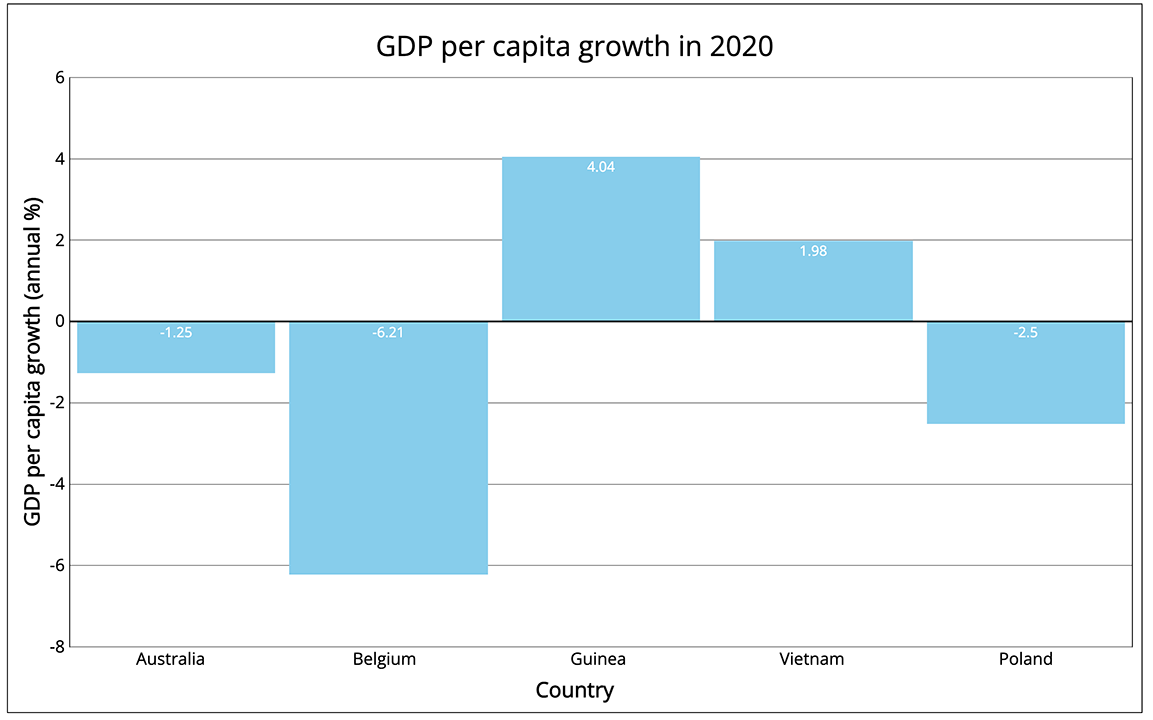 GDP per capita growth in 2020
GDP per capita growth (annual %)
6
4
2
0
-2
-4
-6
-8
-1.25
-6.21
4.04
1.98
-2.5
Australia
Belgium
Guinea
Vietnam
Poland
Country